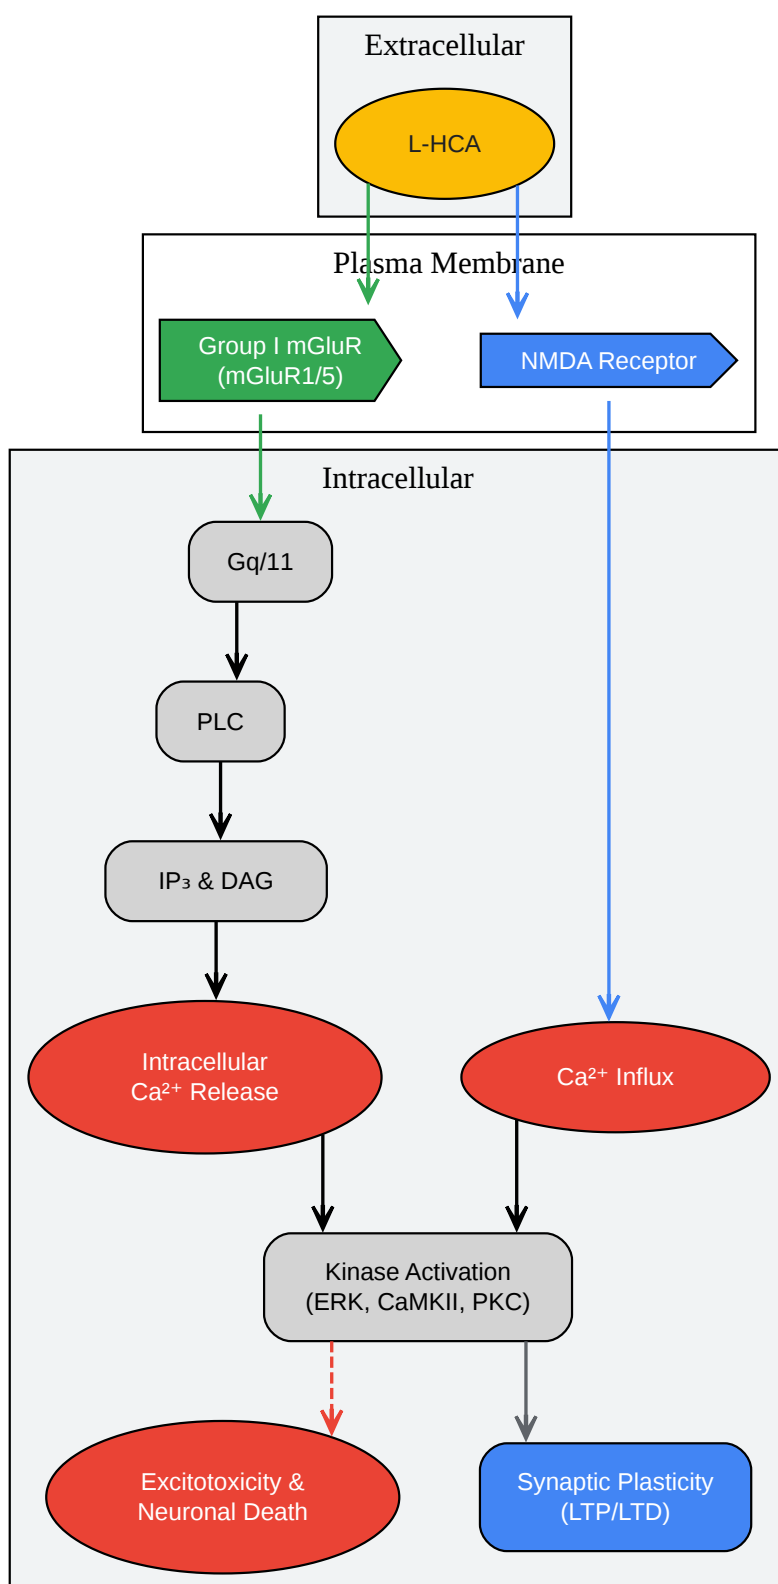 Extracellular
L-HCA
Plasma Membrane
Group I mGluR
(mGluR1/5)
NMDA Receptor
Intracellular
Gq/11
PLC
IP₃ & DAG
Intracellular
Ca²⁺ Release
Ca²⁺ Influx
Kinase Activation
(ERK, CaMKII, PKC)
Excitotoxicity &
Neuronal Death
Synaptic Plasticity
(LTP/LTD)